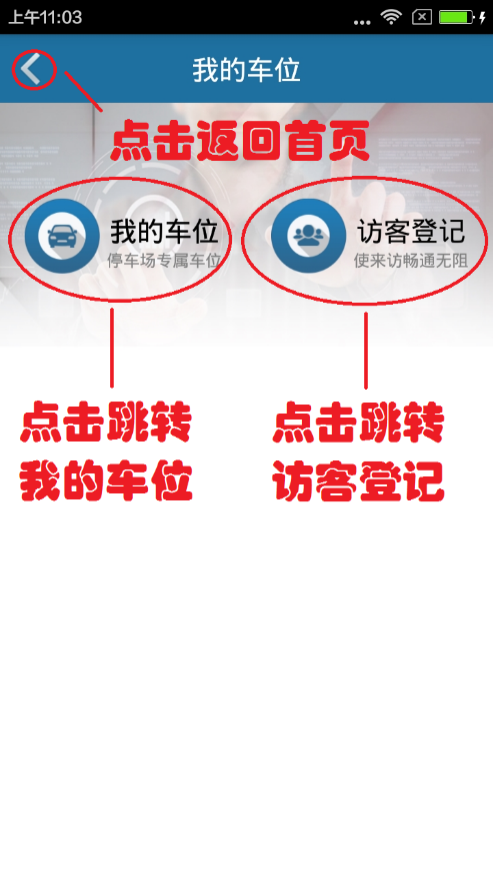 上午11:03
我的车位
点击返回首页
我的车位
停车场专属车位
访客登记
使来访畅通无阻
点击跳转
我的车位
点击跳转
访客登记